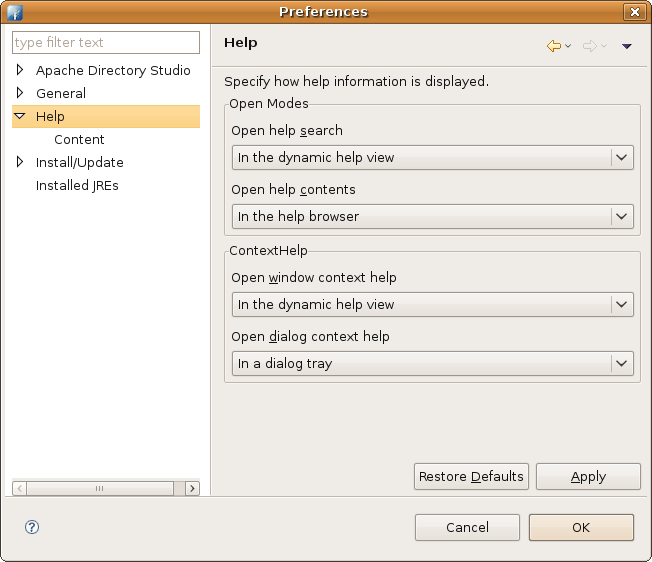 Preferences
type filter text
Apache Directory Studio
General
Help
Content
Install/Update
Installed JREs
Help
Specify how help information is displayed.
Open Modes
Open help search
In the dynamic help view
Open help contents
In the help browser
ContextHelp
Open window context help
In the dynamic help view
Open dialog context help
In a dialog tray
Restore Defaults
Apply
?
Cancel
OK